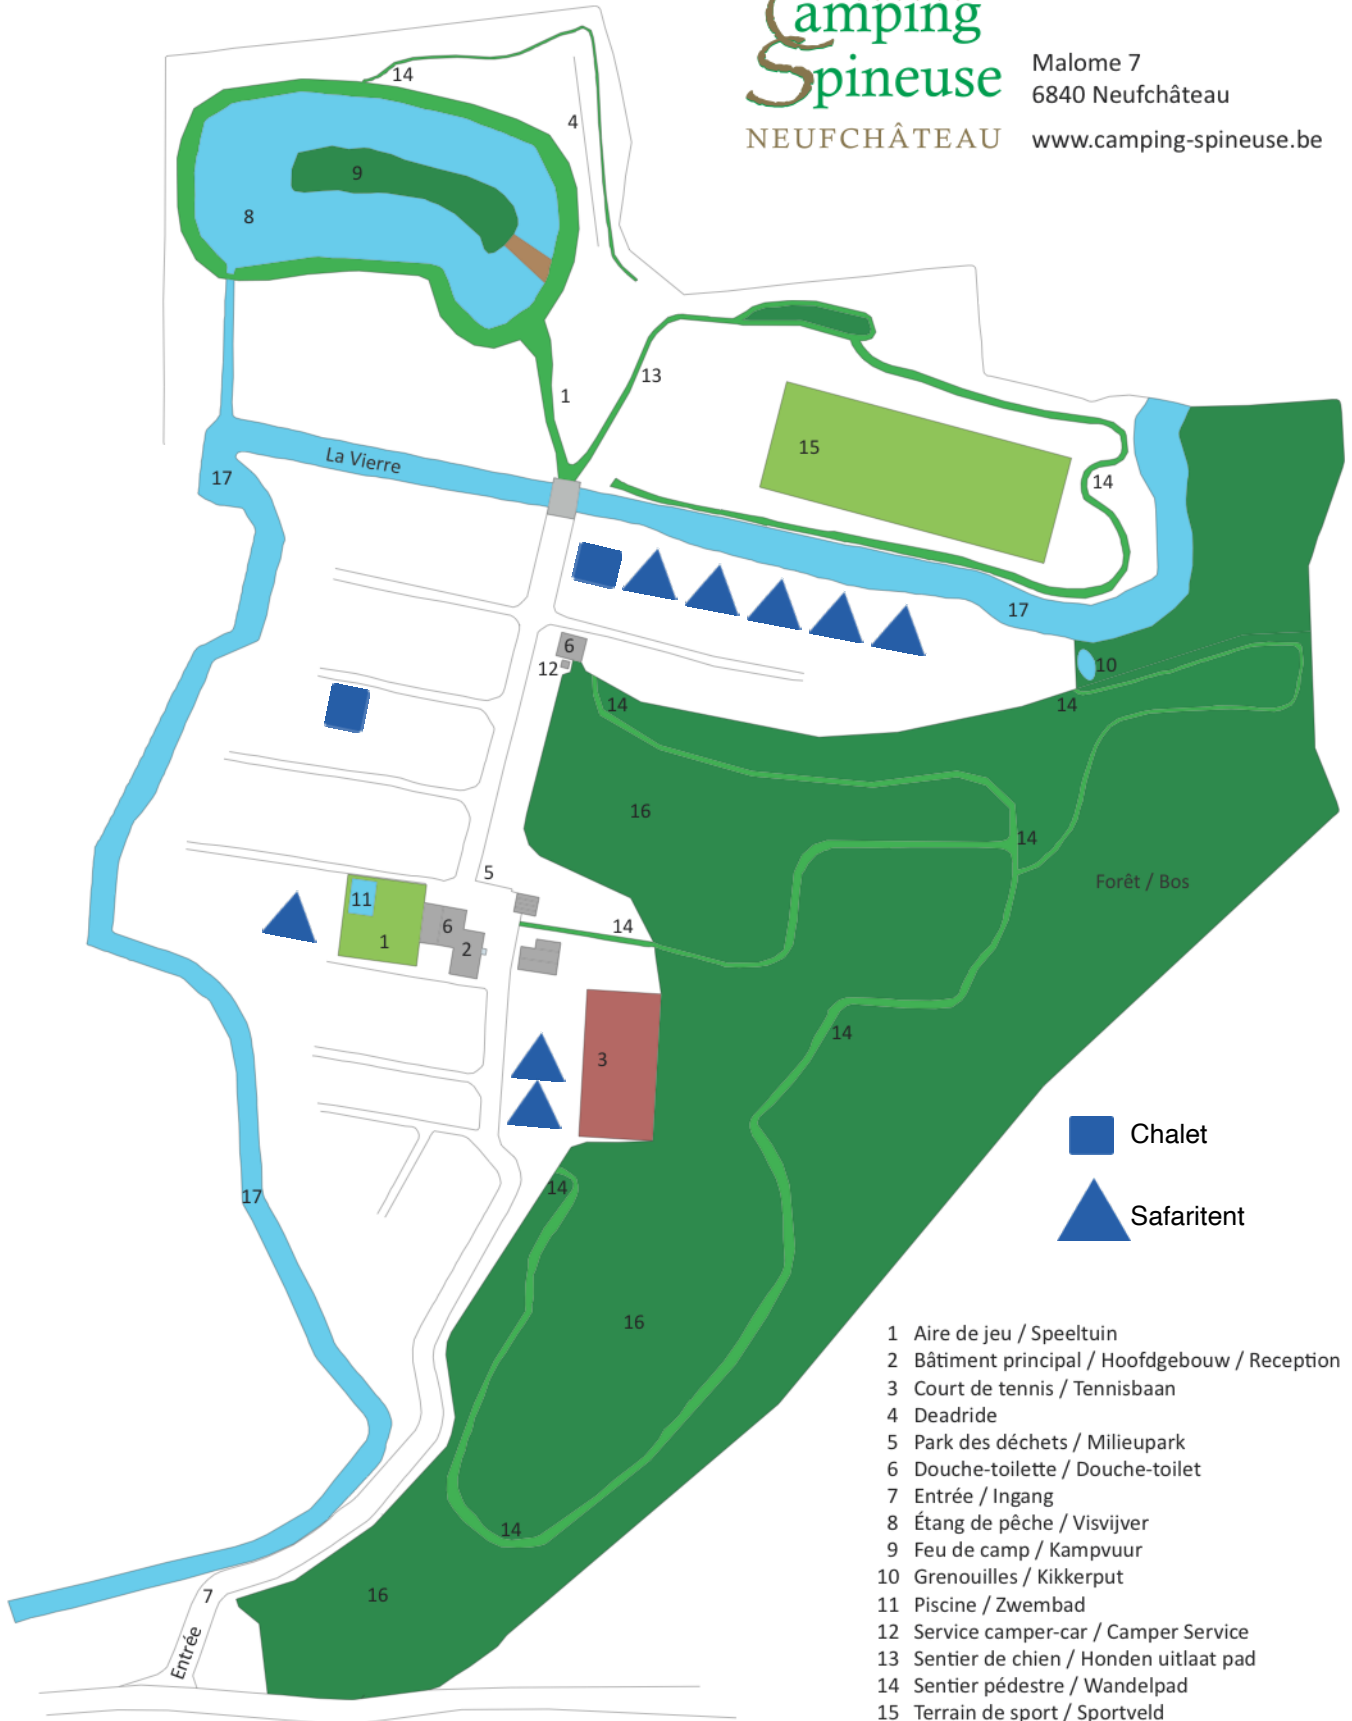 Camping
Spineuse
NEUFCHÂTEAU
Malome 7
6840 Neufchâteau
www.camping-spineuse.be
14
4
9
8
13
1
15
La Vierre
17
14
17
6
12
10
14
14
16
14
5
Forêt / Bos
11
6
14
1
2
14
3
Chalet
14
17
Safaritent
16
14
16
7
Entrée
1 Aire de jeu / Speeltuin
2 Bâtiment principal / Hoofdgebouw / Reception
3 Court de tennis / Tennisbaan
4 Deadride
5 Park des déchets / Milieupark
6 Douche-toilette / Douche-toilet
7 Entrée / Ingang
8 Étang de pêche / Visvijver
9 Feu de camp / Kampvuur
10 Grenouilles / Kikkerput
11 Piscine / Zwembad
12 Service camper-car / Camper Service
13 Sentier de chien / Honden uitlaat pad
14 Sentier pédestre / Wandelpad
15 Terrain de sport / Sportveld